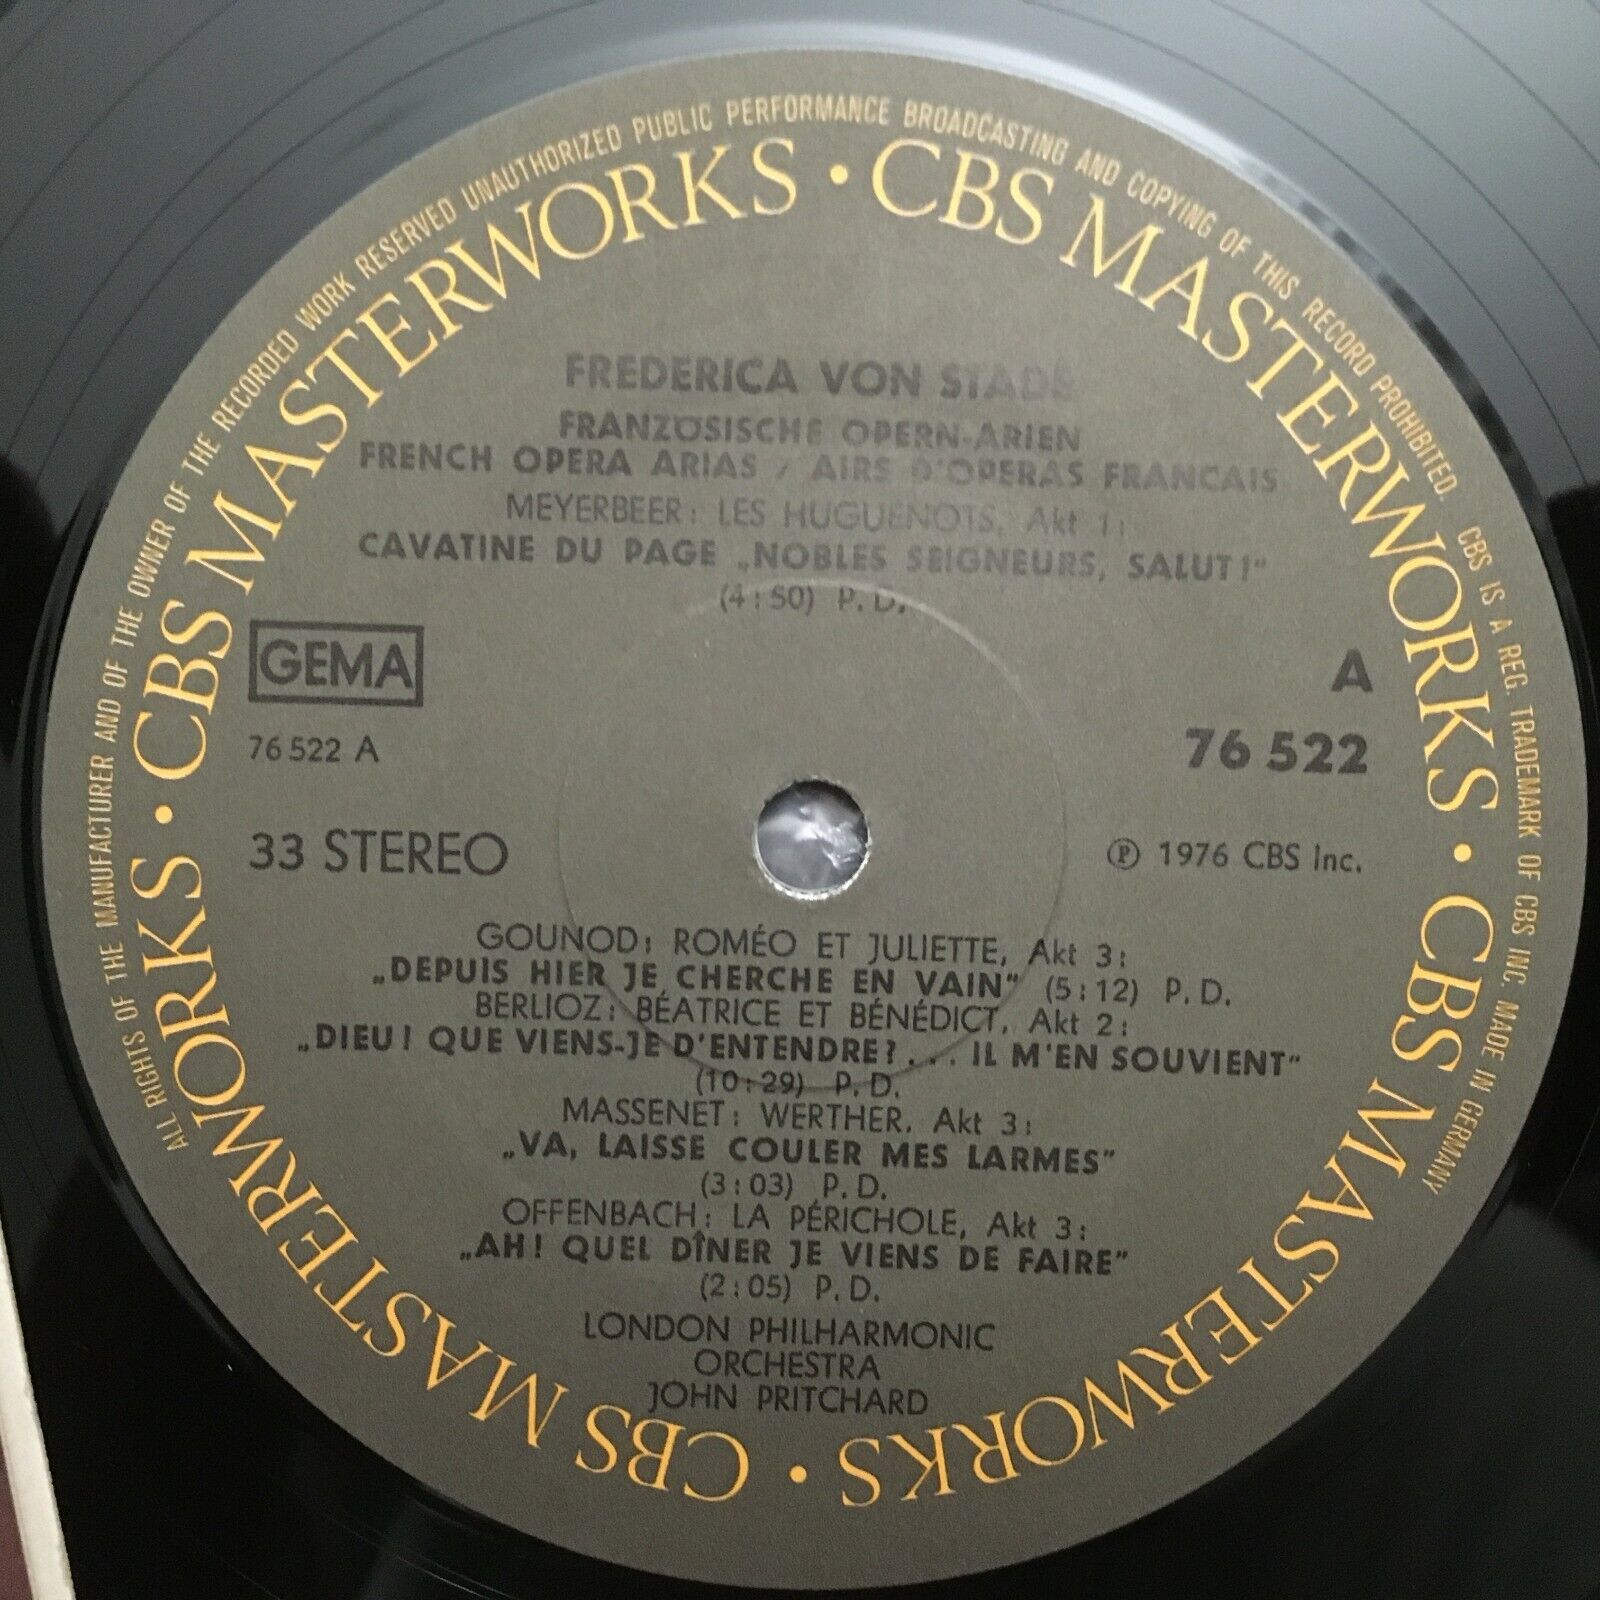 ALL RIGHTS OF THE MANUFACTURER AND OF THE OWNER OF THE RECORDED WORK RESERVED UNAUTHORIZED PUBLIC PERFORMANCE BROADCASTING AND COPYING OF THIS RECORD PROHIBITED. CBS IS A REG. TRADEMARK OF CBS INC. MADE IN GERMANY
CBS MASTERWORKS · CBS MASTERWORKS · CBS MASTERWORKS · CBS MASTERWORKS ·
FREDERICA VON STADE
FRANZÖSISCHE OPERN-ARIEN
FRENCH OPERA ARIAS / AIRS D'OPERAS FRANCAIS
MEYERBEER: LES HUGUENOTS, Akt 1:
CAVATINE DU PAGE „NOBLES SEIGNEURS, SALUT!"
(4:50) P.D.
GEMA
A
76 522 A
76 522
33 STEREO
℗ 1976 CBS Inc.
GOUNOD: ROMÉO ET JULIETTE, Akt 3:
„DEPUIS HIER JE CHERCHE EN VAIN" (5:12) P.D.
BERLIOZ: BÉATRICE ET BÉNÉDICT, Akt 2:
„DIEU! QUE VIENS-JE D'ENTENDRE?... IL M'EN SOUVIENT"
(10:29) P.D.
MASSENET: WERTHER, Akt 3:
„VA, LAISSE COULER MES LARMES"
(3:03) P.D.
OFFENBACH: LA PÉRICHOLE, Akt 3:
„AH! QUEL DÎNER JE VIENS DE FAIRE"
(2:05) P.D.
LONDON PHILHARMONIC
ORCHESTRA
JOHN PRITCHARD